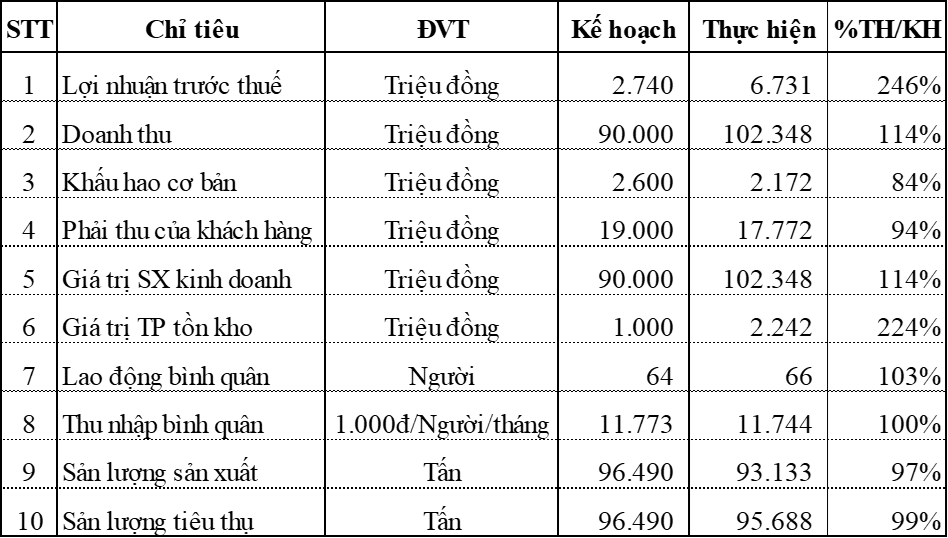 STT Chỉ tiêu ĐVT Kế hoạch Thực hiện %TH/KH
1 Lợi nhuận trước thuế Triệu đồng 2.740 6.731 246%
2 Doanh thu Triệu đồng 90.000 102.348 114%
3 Khấu hao cơ bản Triệu đồng 2.600 2.172 84%
4 Phải thu của khách hàng Triệu đồng 19.000 17.772 94%
5 Giá trị SX kinh doanh Triệu đồng 90.000 102.348 114%
6 Giá trị TP tồn kho Triệu đồng 1.000 2.242 224%
7 Lao động bình quân Người 64 66 103%
8 Thu nhập bình quân 1.000đ/Người/tháng 11.773 11.744 100%
9 Sản lượng sản xuất Tấn 96.490 93.133 97%
10 Sản lượng tiêu thụ Tấn 96.490 95.688 99%